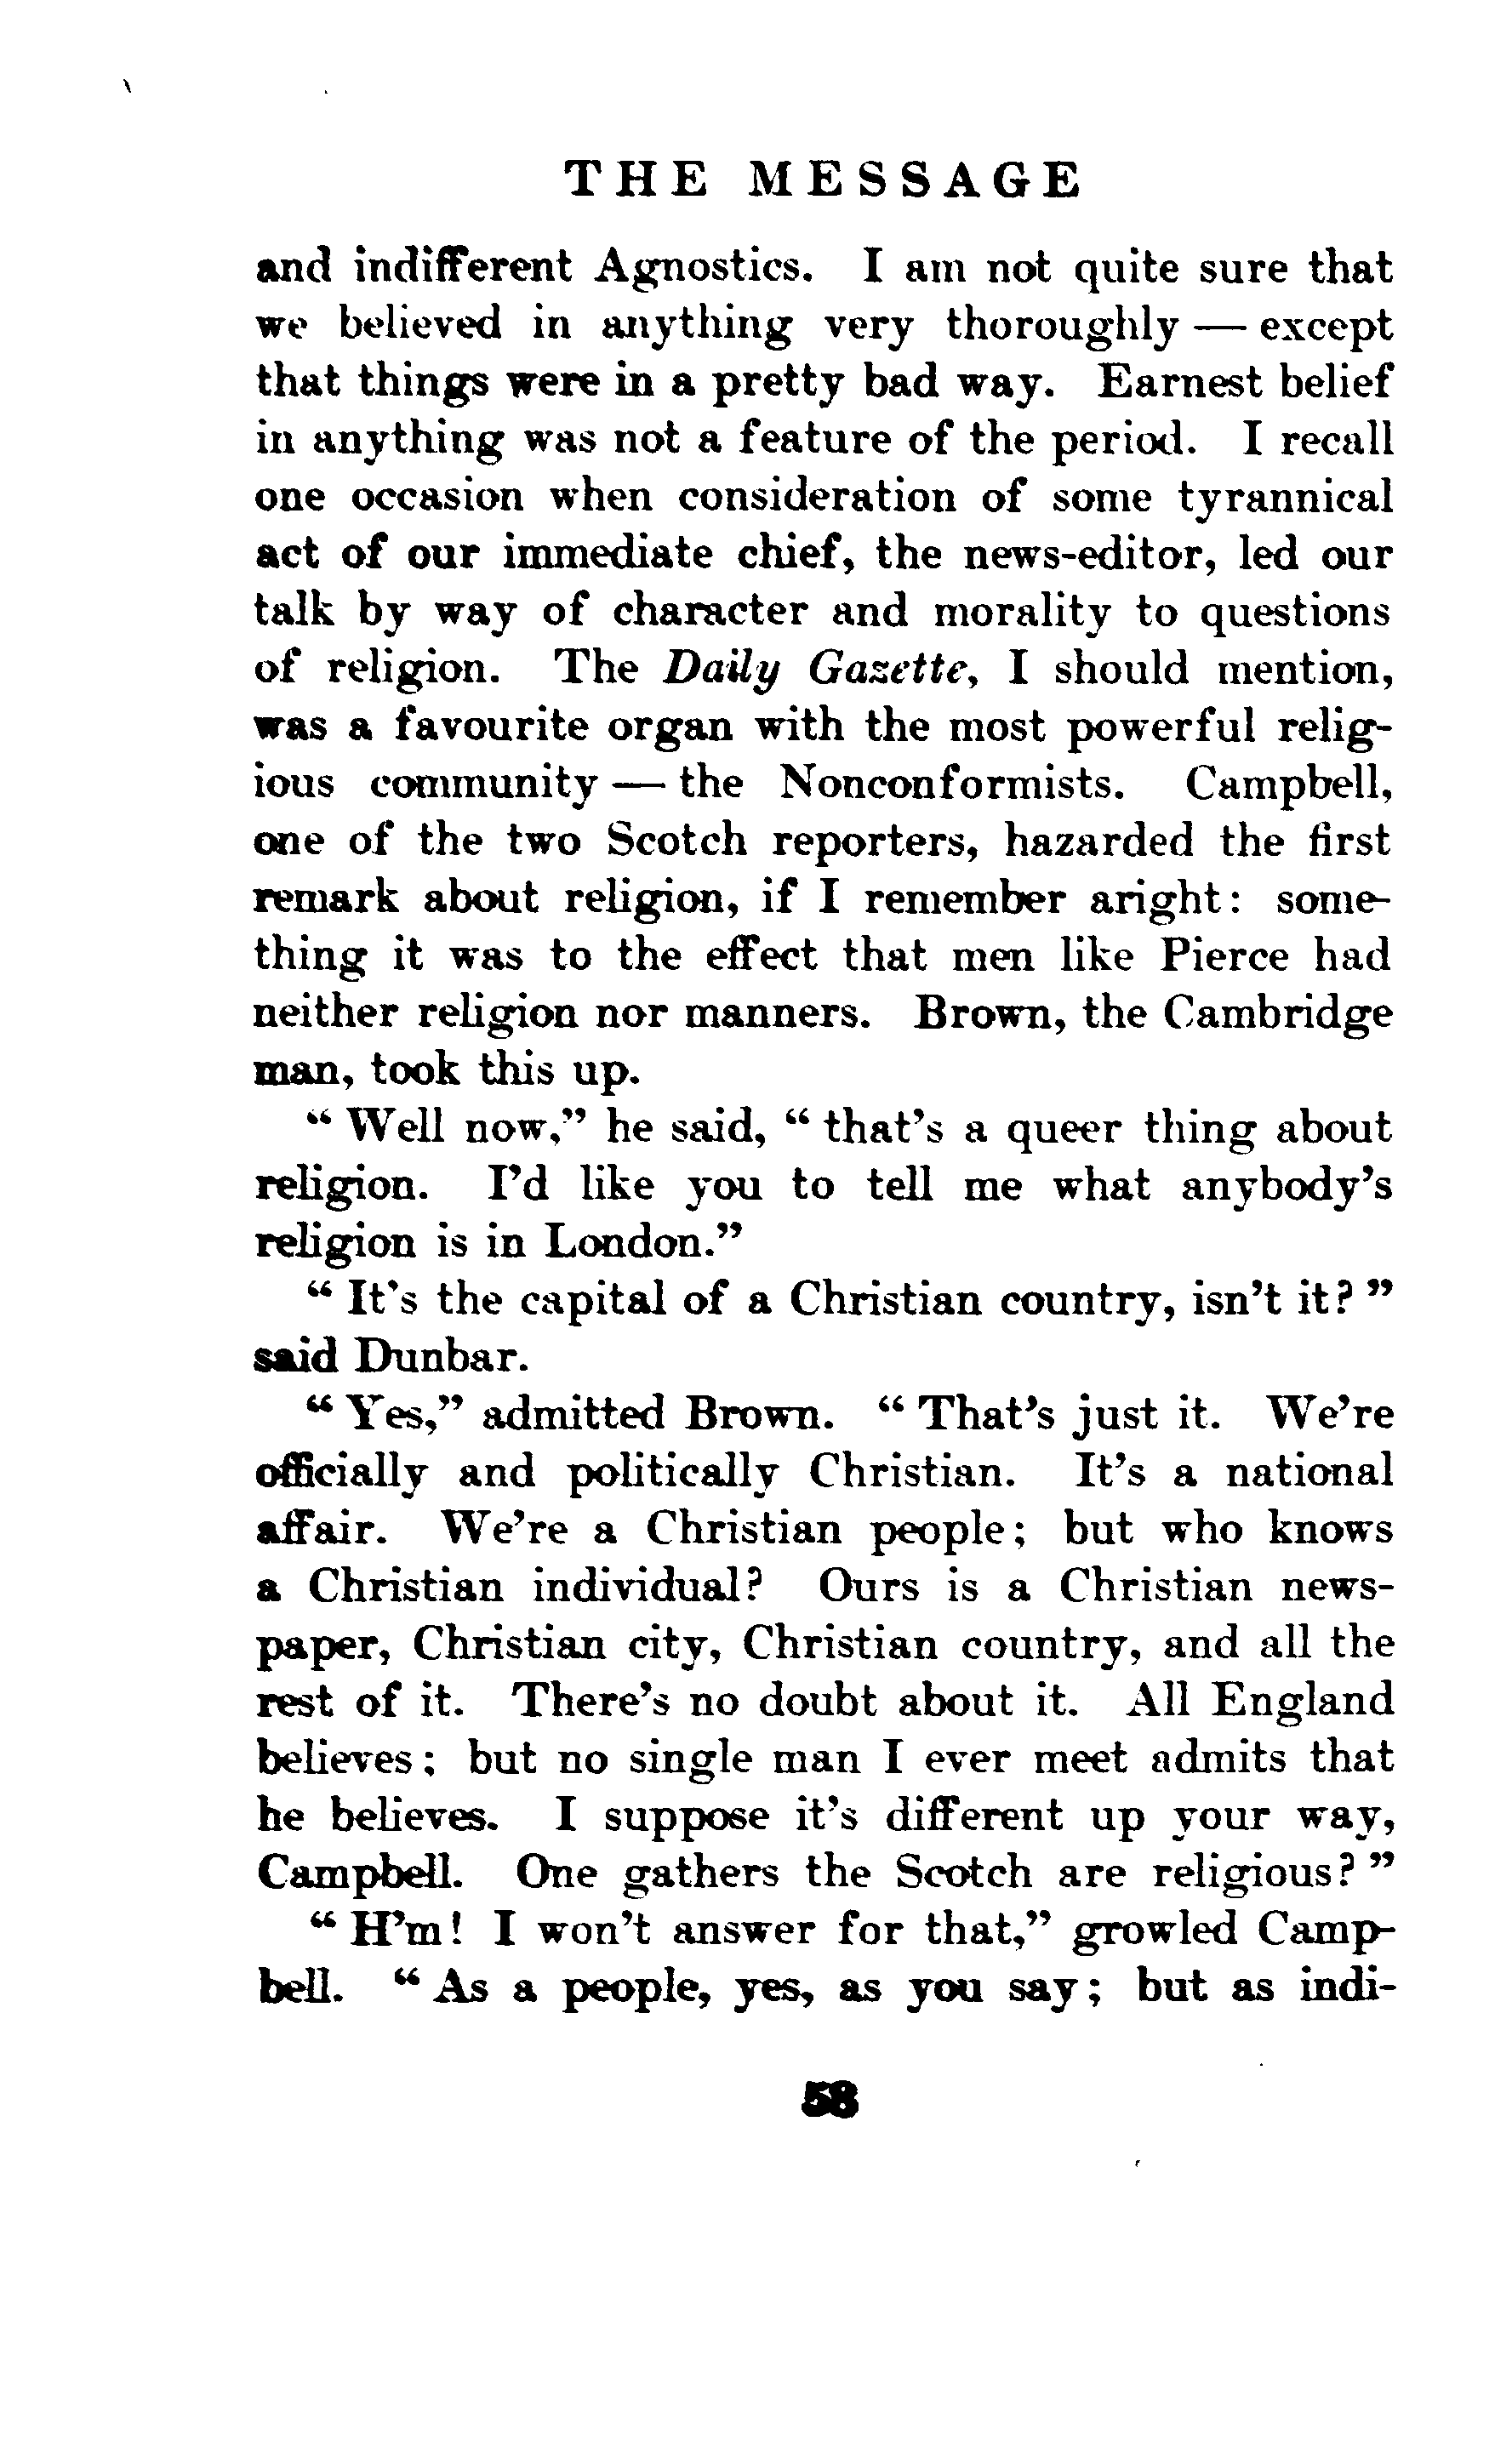 THE MESSAGE
and indifferent Agnostics. I am not quite sure that
we believed in anything very thoroughly — except
that things were in a pretty bad way. Earnest belief
in anything was not a feature of the period. I recall
one occasion when consideration of some tyrannical
act of our immediate chief, the news-editor, led our
talk by way of character and morality to questions
of religion. The Daily Gazette, I should mention,
was a favourite organ with the most powerful relig-
ious community — the Nonconformists. Campbell,
one of the two Scotch reporters, hazarded the first
remark about religion, if I remember aright: some-
thing it was to the effect that men like Pierce had
neither religion nor manners. Brown, the Cambridge
man, took this up.
“ Well now,” he said, “ that’s a queer thing about
religion. I’d like you to tell me what anybody’s
religion is in London.”
“ It’s the capital of a Christian country, isn’t it? ”
said Dunbar.
“ Yes,” admitted Brown. “ That’s just it. We’re
officially and politically Christian. It’s a national
affair. We’re a Christian people; but who knows
a Christian individual? Ours is a Christian news-
paper, Christian city, Christian country, and all the
rest of it. There’s no doubt about it. All England
believes; but no single man I ever meet admits that
he believes. I suppose it’s different up your way,
Campbell. One gathers the Scotch are religious? ”
“ H’m! I won’t answer for that,” growled Camp-
bell. “ As a people, yes, as you say; but as indi-
58